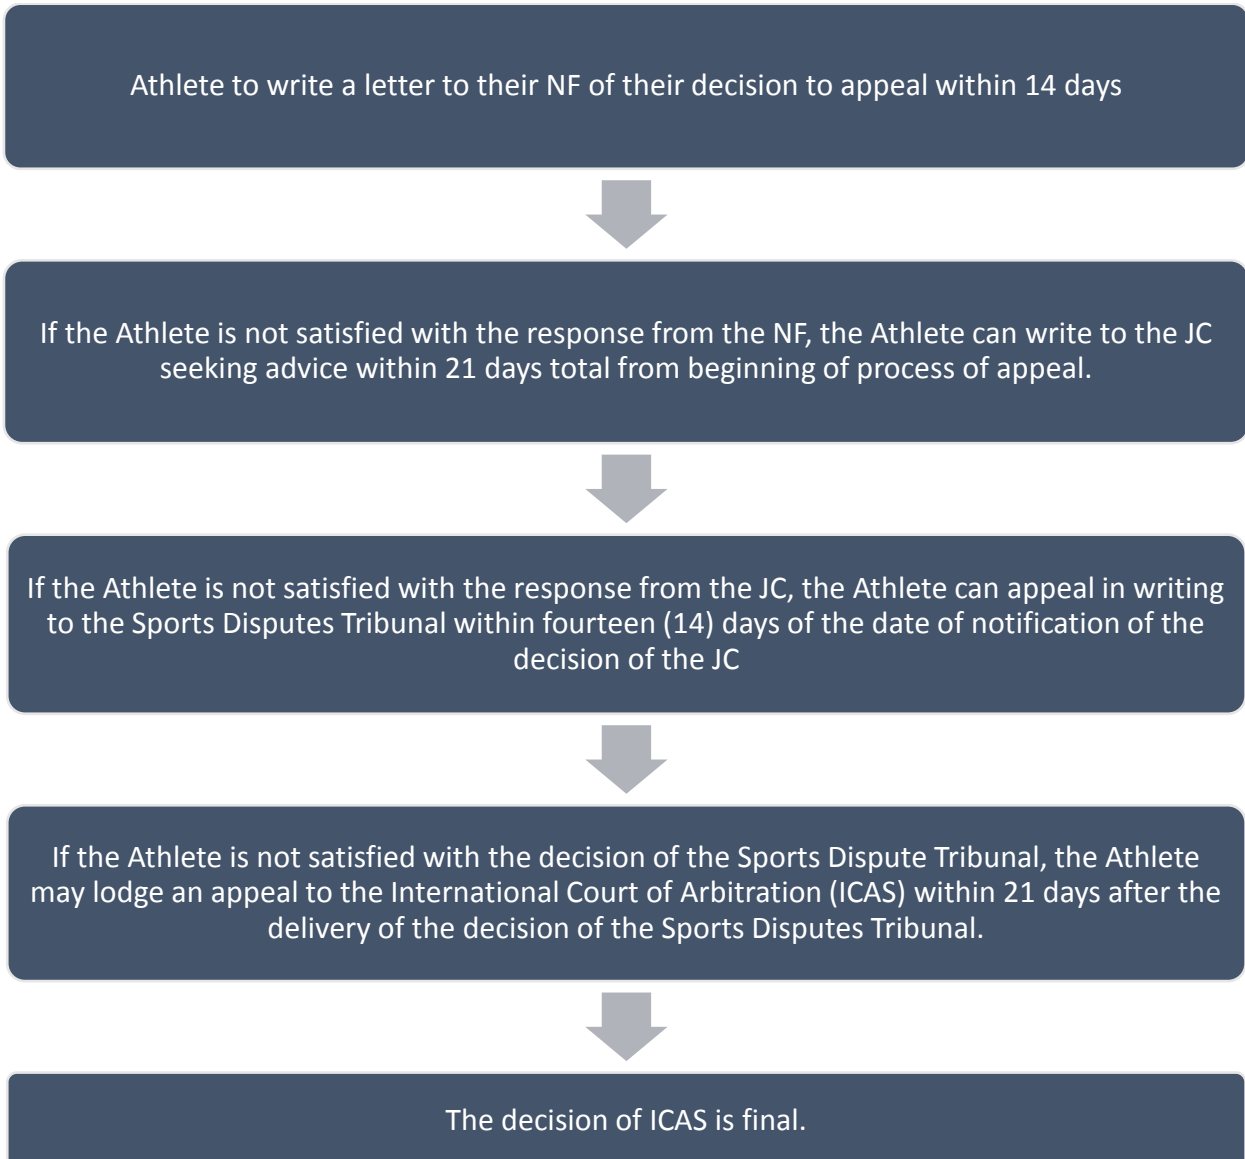 Athlete to write a letter to their NF of their decision to appeal within 14 days
If the Athlete is not satisfied with the response from the NF, the Athlete can write to the JC
seeking advice within 21 days total from beginning of process of appeal.
If the Athlete is not satisfied with the response from the JC, the Athlete can appeal in writing
to the Sports Disputes Tribunal within fourteen (14) days of the date of notification of the
decision of the JC
If the Athlete is not satisfied with the decision of the Sports Dispute Tribunal, the Athlete
may lodge an appeal to the International Court of Arbitration (ICAS) within 21 days after the
delivery of the decision of the Sports Disputes Tribunal.
The decision of ICAS is final.